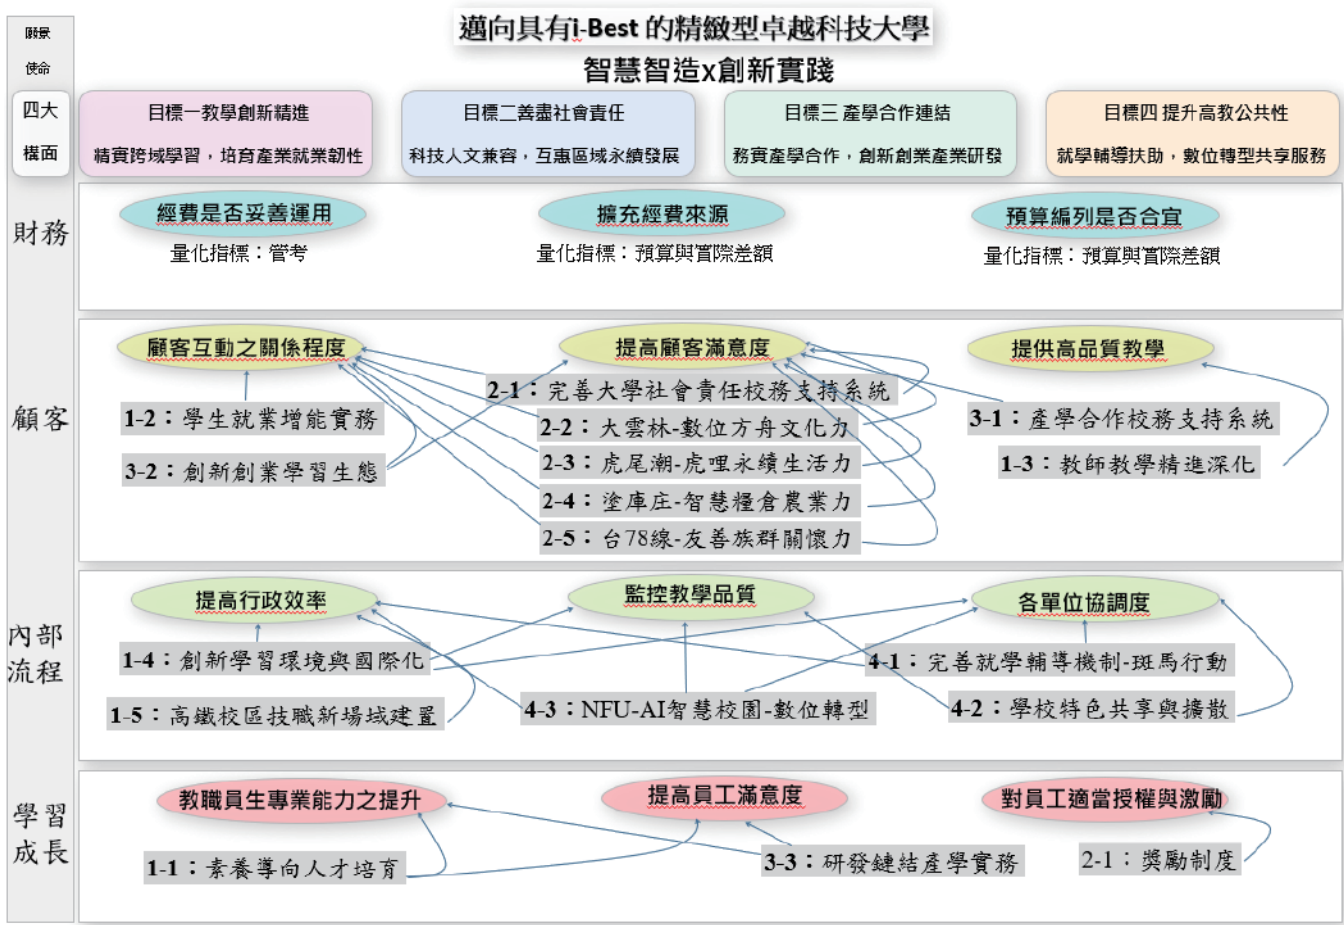 願景
使命
邁向具有i-Best 的精緻型卓越科技大學
智慧智造x創新實踐
四大
構面
目標一教學創新精進
精實跨域學習，培育產業就業韌性
目標二善盡社會責任
科技人文兼容，互惠區域永續發展
目標三 產學合作連結
務實產學合作，創新創業產業研發
目標四 提升高教公共性
就學輔導扶助，數位轉型共享服務
財務
經費是否妥善運用
量化指標：管考
擴充經費來源
量化指標：預算與實際差額
預算編列是否合宜
量化指標：預算與實際差額
顧客
顧客互動之關係程度
提高顧客滿意度
提供高品質教學
1-2：學生就業增能實務
3-2：創新創業學習生態
2-1：完善大學社會責任校務支持系統
2-2：大雲林-數位方舟文化力
2-3：虎尾潮-虎哩永續生活力
2-4：塗庫庄-智慧糧倉農業力
2-5：台78線-友善族群關懷力
3-1：產學合作校務支持系統
1-3：教師教學精進深化
內部
流程
提高行政效率
監控教學品質
各單位協調度
1-4：創新學習環境與國際化
1-5：高鐵校區技職新場域建置
4-3：NFU-AI智慧校園-數位轉型
4-1：完善就學輔導機制-斑馬行動
4-2：學校特色共享與擴散
學習
成長
教職員生專業能力之提升
提高員工滿意度
對員工適當授權與激勵
1-1：素養導向人才培育
3-3：研發鏈結產學實務
2-1：獎勵制度